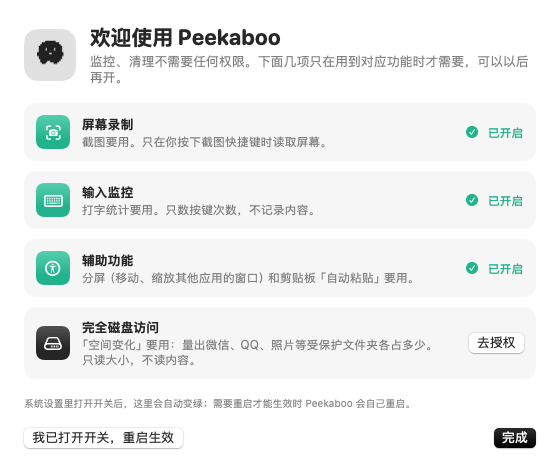 欢迎使用 Peekaboo
监控、清理不需要任何权限。下面几项只在用到对应功能时才需要，可以以后
再开。
屏幕录制
截图要用。只在你按下截图快捷键时读取屏幕。
已开启
输入监控
打字统计要用。只数按键次数，不记录内容。
已开启
辅助功能
分屏（移动、缩放其他应用的窗口）和剪贴板「自动粘贴」要用。
已开启
完全磁盘访问
「空间变化」要用：量出微信、QQ、照片等受保护文件夹各占多少。
只读大小，不读内容。
去授权
系统设置里打开开关后，这里会自动变绿；需要重启才能生效时 Peekaboo 会自己重启。
我已打开开关，重启生效
完成